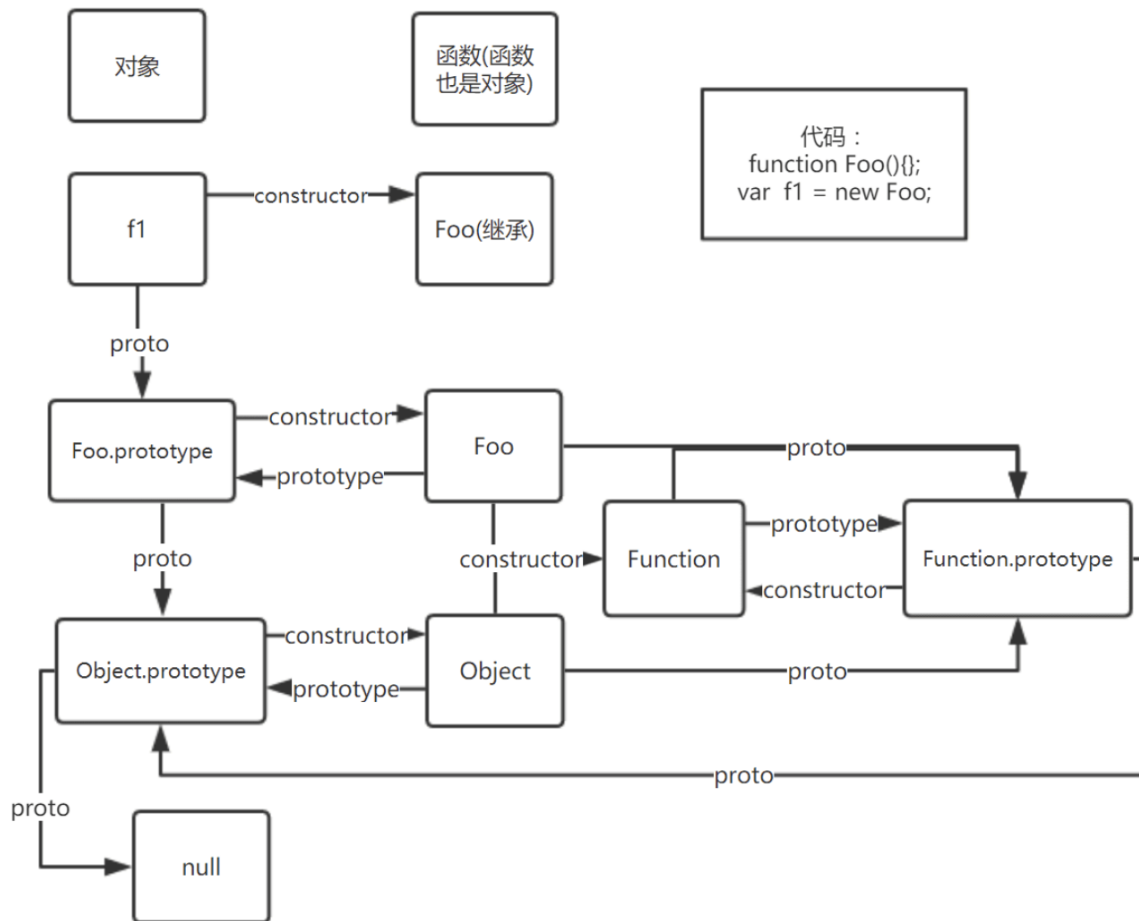 对象
函数(函数
也是对象)
代码：
function Foo(){};
var f1 = new Foo;
f1
constructor
Foo(继承)
proto
Foo.prototype
constructor
prototype
Foo
proto
proto
constructor
Function
prototype
constructor
Function.prototype
Object.prototype
constructor
prototype
Object
proto
proto
proto
null